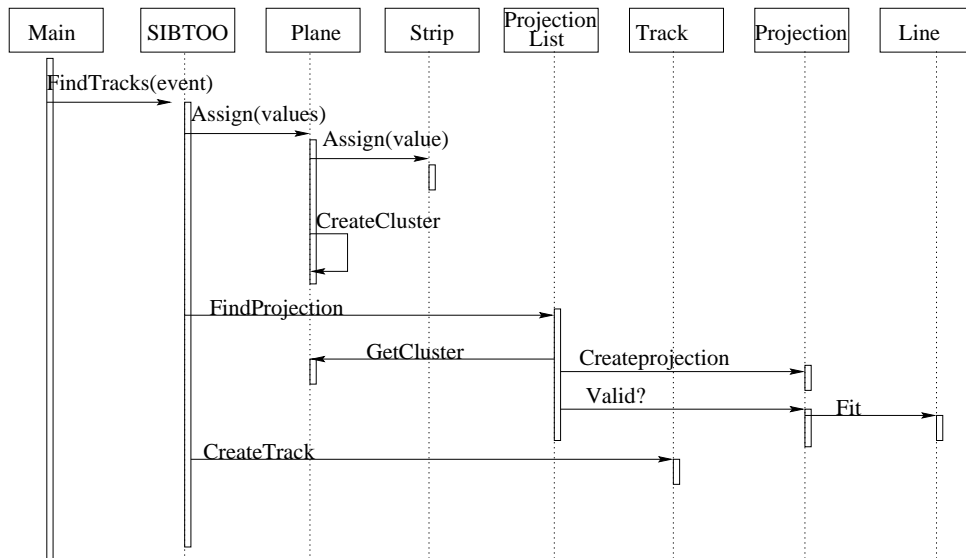 Main
SIBTOO
Plane
Strip
Projection
List
Track
Projection
Line
FindTracks(event)
Assign(values)
Assign(value)
CreateCluster
FindProjection
GetCluster
Createprojection
Valid?
Fit
CreateTrack